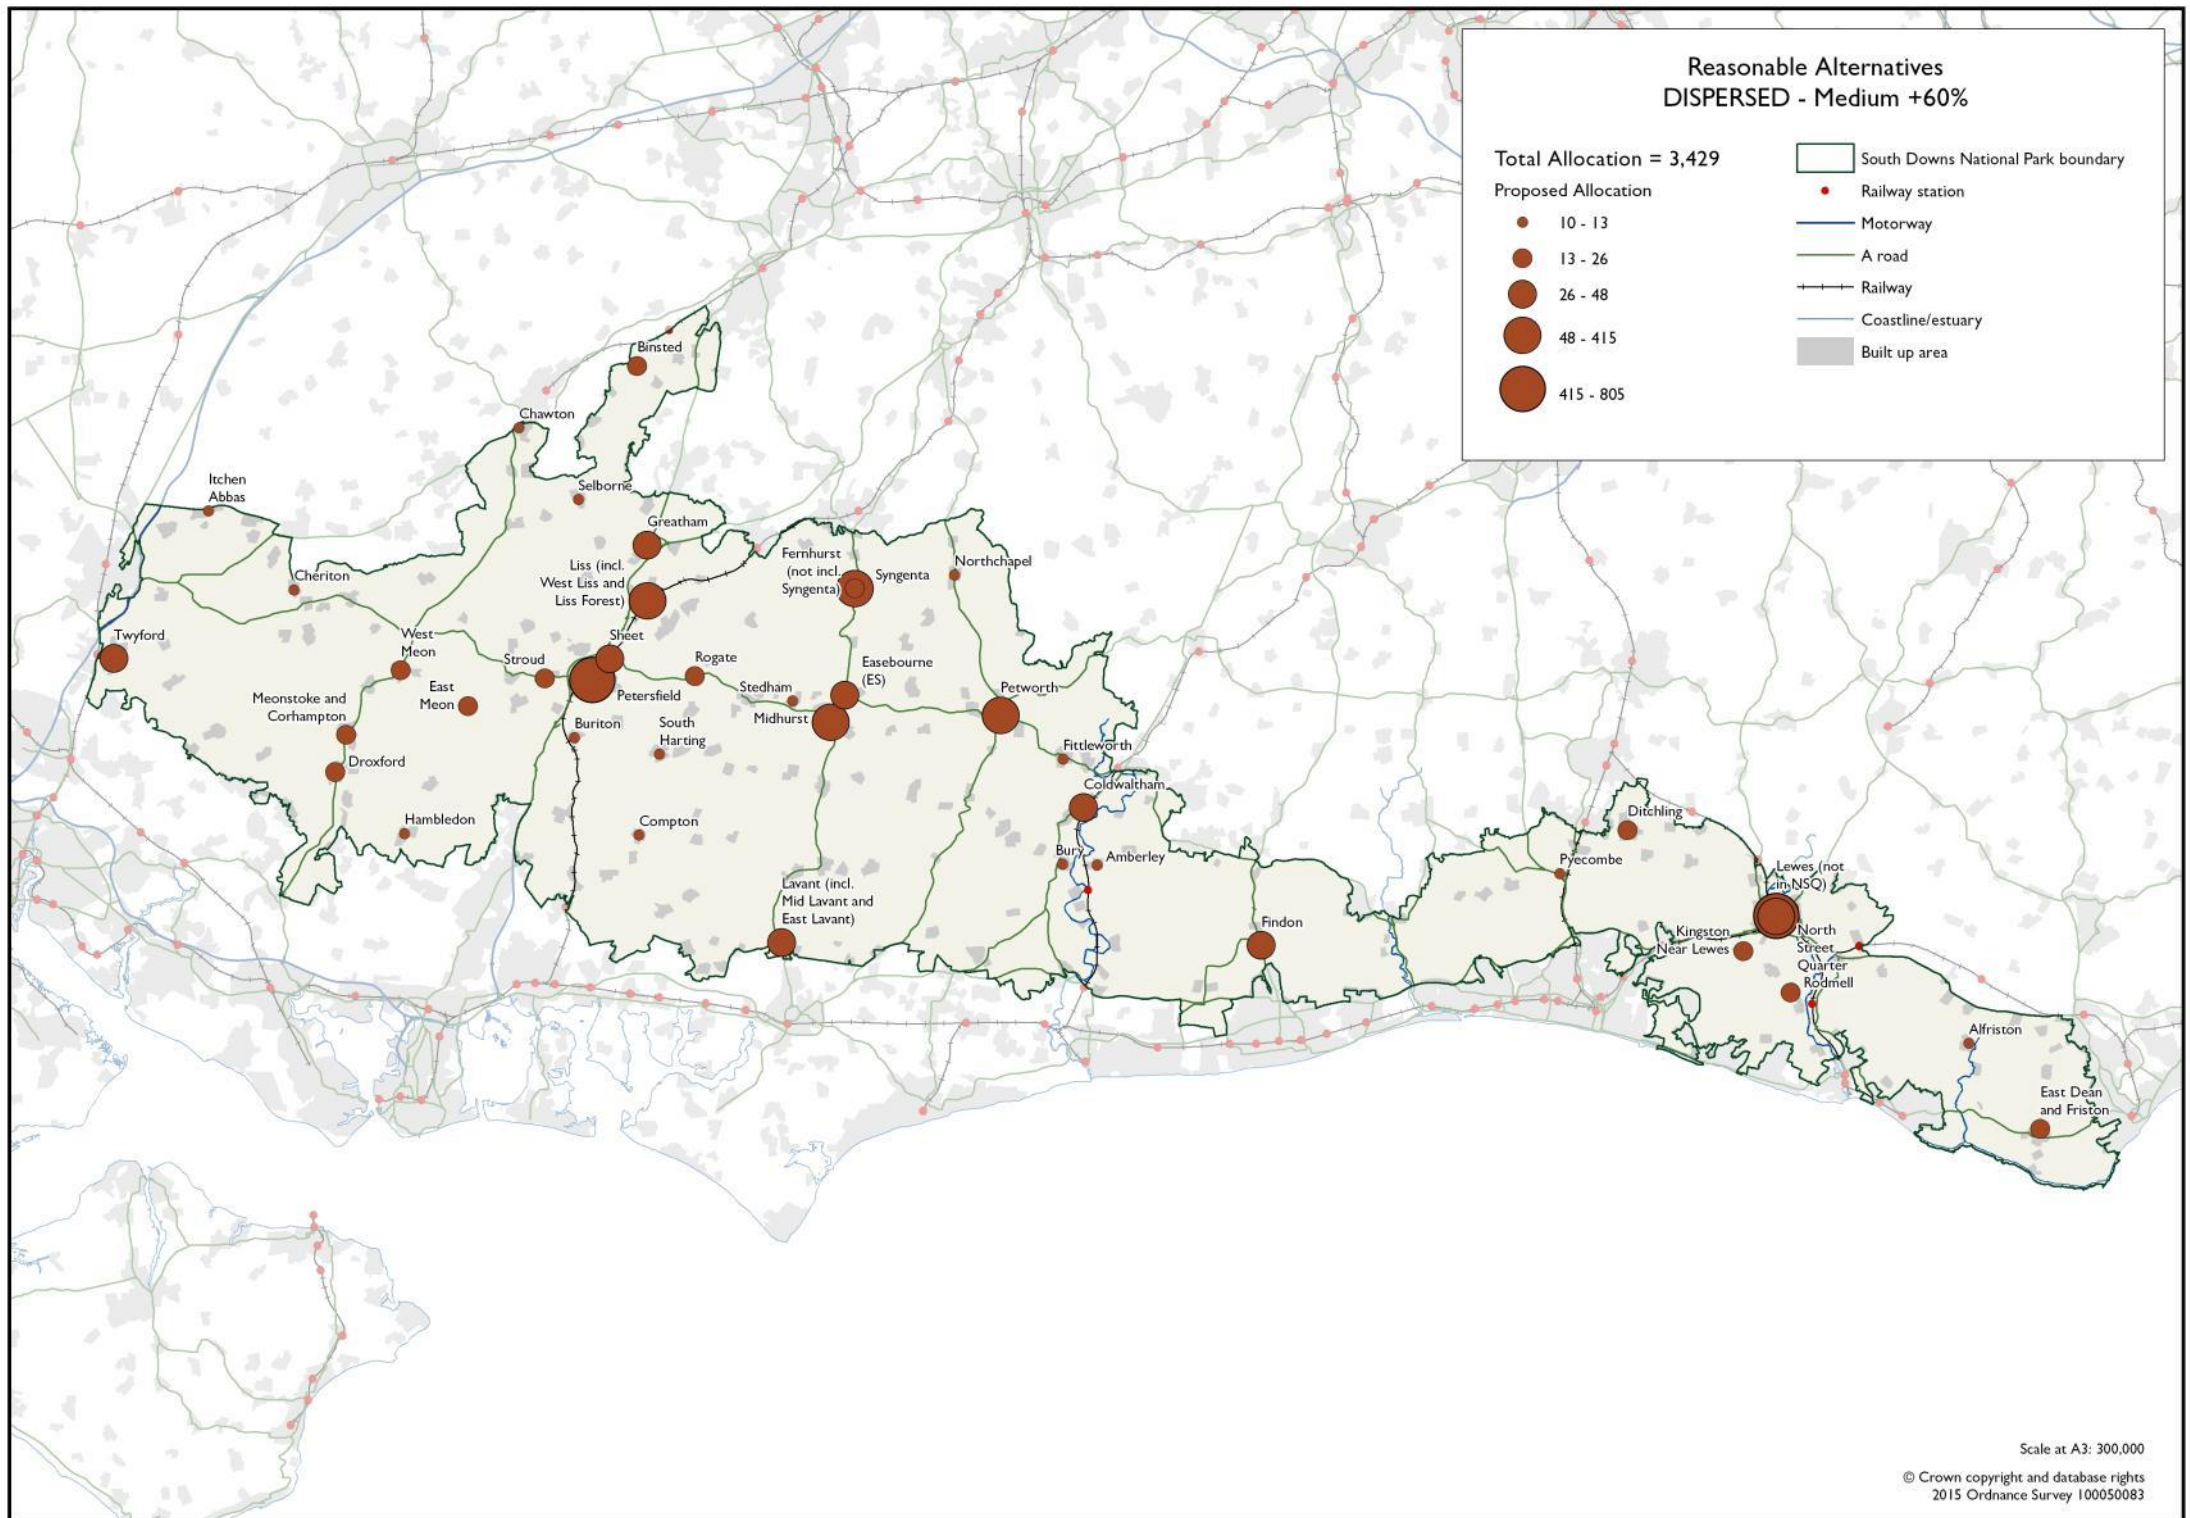 Reasonable Alternatives
DISPERSED - Medium +60%
Total Allocation = 3,429
Proposed Allocation
10 - 13
13 - 26
26 - 48
48 - 415
415 - 805
South Downs National Park boundary
Railway station
Motorway
A road
Railway
Coastline/estuary
Built up area
Binsted
Chawton
Itchen
Abbas
Selborne
Greatham
Cheriton
Liss (incl.
West Liss and
Liss Forest)
Fernhurst
(not incl.
Syngenta)
Syngenta
Northchapel
Twyford
West
Meon
Stroud
Sheet
Petersfield
Rogate
Stedham
Easebourne
(ES)
Midhurst
Petworth
East
Meon
Meonstoke and
Corhampton
Buriton
South
Harting
Droxford
Fittleworth
Coldwaltham
Hambledon
Compton
Bury
Amberley
Ditchling
Pyecombe
Lavant (incl.
Mid Lavant and
East Lavant)
Findon
Lewes (not
in NSQ)
Kingston
Near Lewes
North
Street
Quarter
Rodmell
Alfriston
East Dean
and Friston
Scale at A3: 300,000
© Crown copyright and database rights
2015 Ordnance Survey 100050083